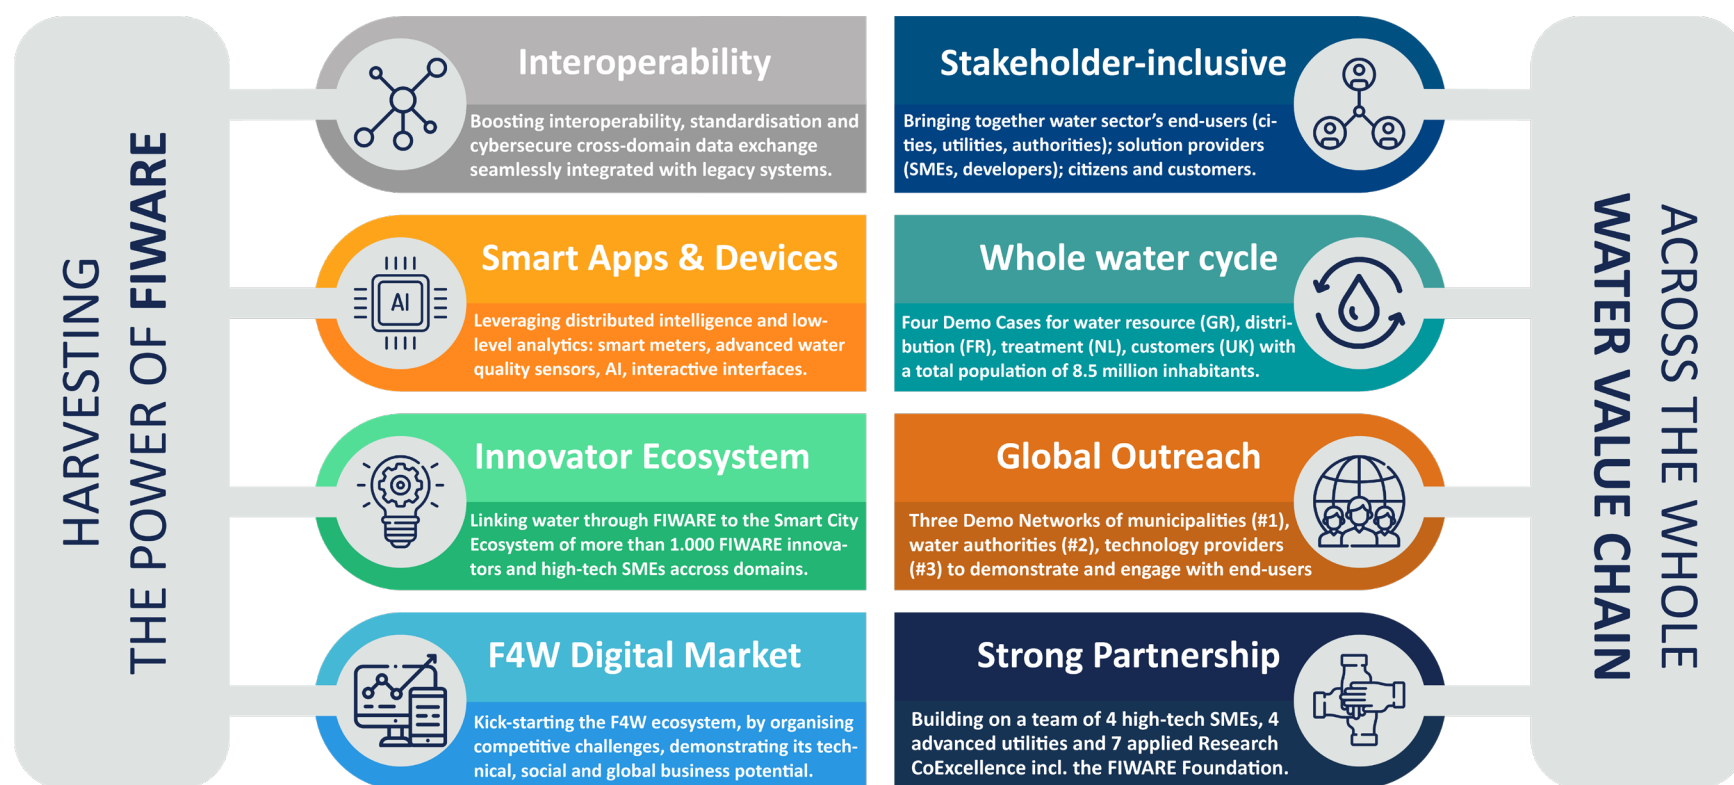 HARVESTING
THE POWER OF FIWARE
Interoperability
Boosting interoperability, standardisation and
cybersecure cross-domain data exchange
seamlessly integrated with legacy systems.
Smart Apps & Devices
AI
Leveraging distributed intelligence and low-
level analytics: smart meters, advanced water
quality sensors, AI, interactive interfaces.
Innovator Ecosystem
Linking water through FIWARE to the Smart City
Ecosystem of more than 1.000 FIWARE innova-
tors and high-tech SMEs accross domains.
F4W Digital Market
Kick-starting the F4W ecosystem, by organising
competitive challenges, demonstrating its tech-
nical, social and global business potential.
Stakeholder-inclusive
Bringing together water sector’s end-users (ci-
ties, utilities, authorities); solution providers
(SMEs, developers); citizens and customers.
Whole water cycle
Four Demo Cases for water resource (GR), distri-
bution (FR), treatment (NL), customers (UK) with
a total population of 8.5 million inhabitants.
Global Outreach
Three Demo Networks of municipalities (#1),
water authorities (#2), technology providers
(#3) to demonstrate and engage with end-users
Strong Partnership
Building on a team of 4 high-tech SMEs, 4
advanced utilities and 7 applied Research
CoExcellence incl. the FIWARE Foundation.
ACROSS THE WHOLE
WATER VALUE CHAIN